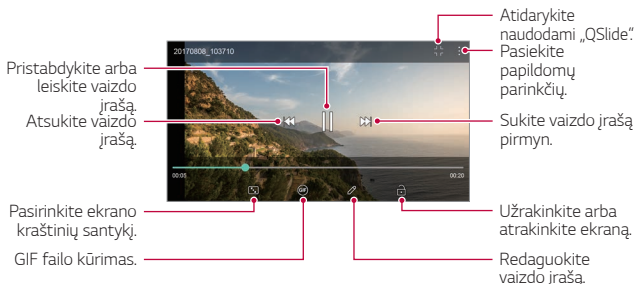 Atidarykite
naudodami „QSlide“.
Pasiekite
papildomų
parinkčių.
20170808_103710
Pristabdykite arba
leiskite vaizdo
įrašą.
Atsukite vaizdo
įrašą.
Sukite vaizdo įrašą
pirmyn.
00:05
00:20
GIF
Pasirinkite ekrano
kraštinių santykį.
GIF failo kūrimas.
Užrakinkite arba
atrakinkite ekraną.
Redaguokite
vaizdo įrašą.